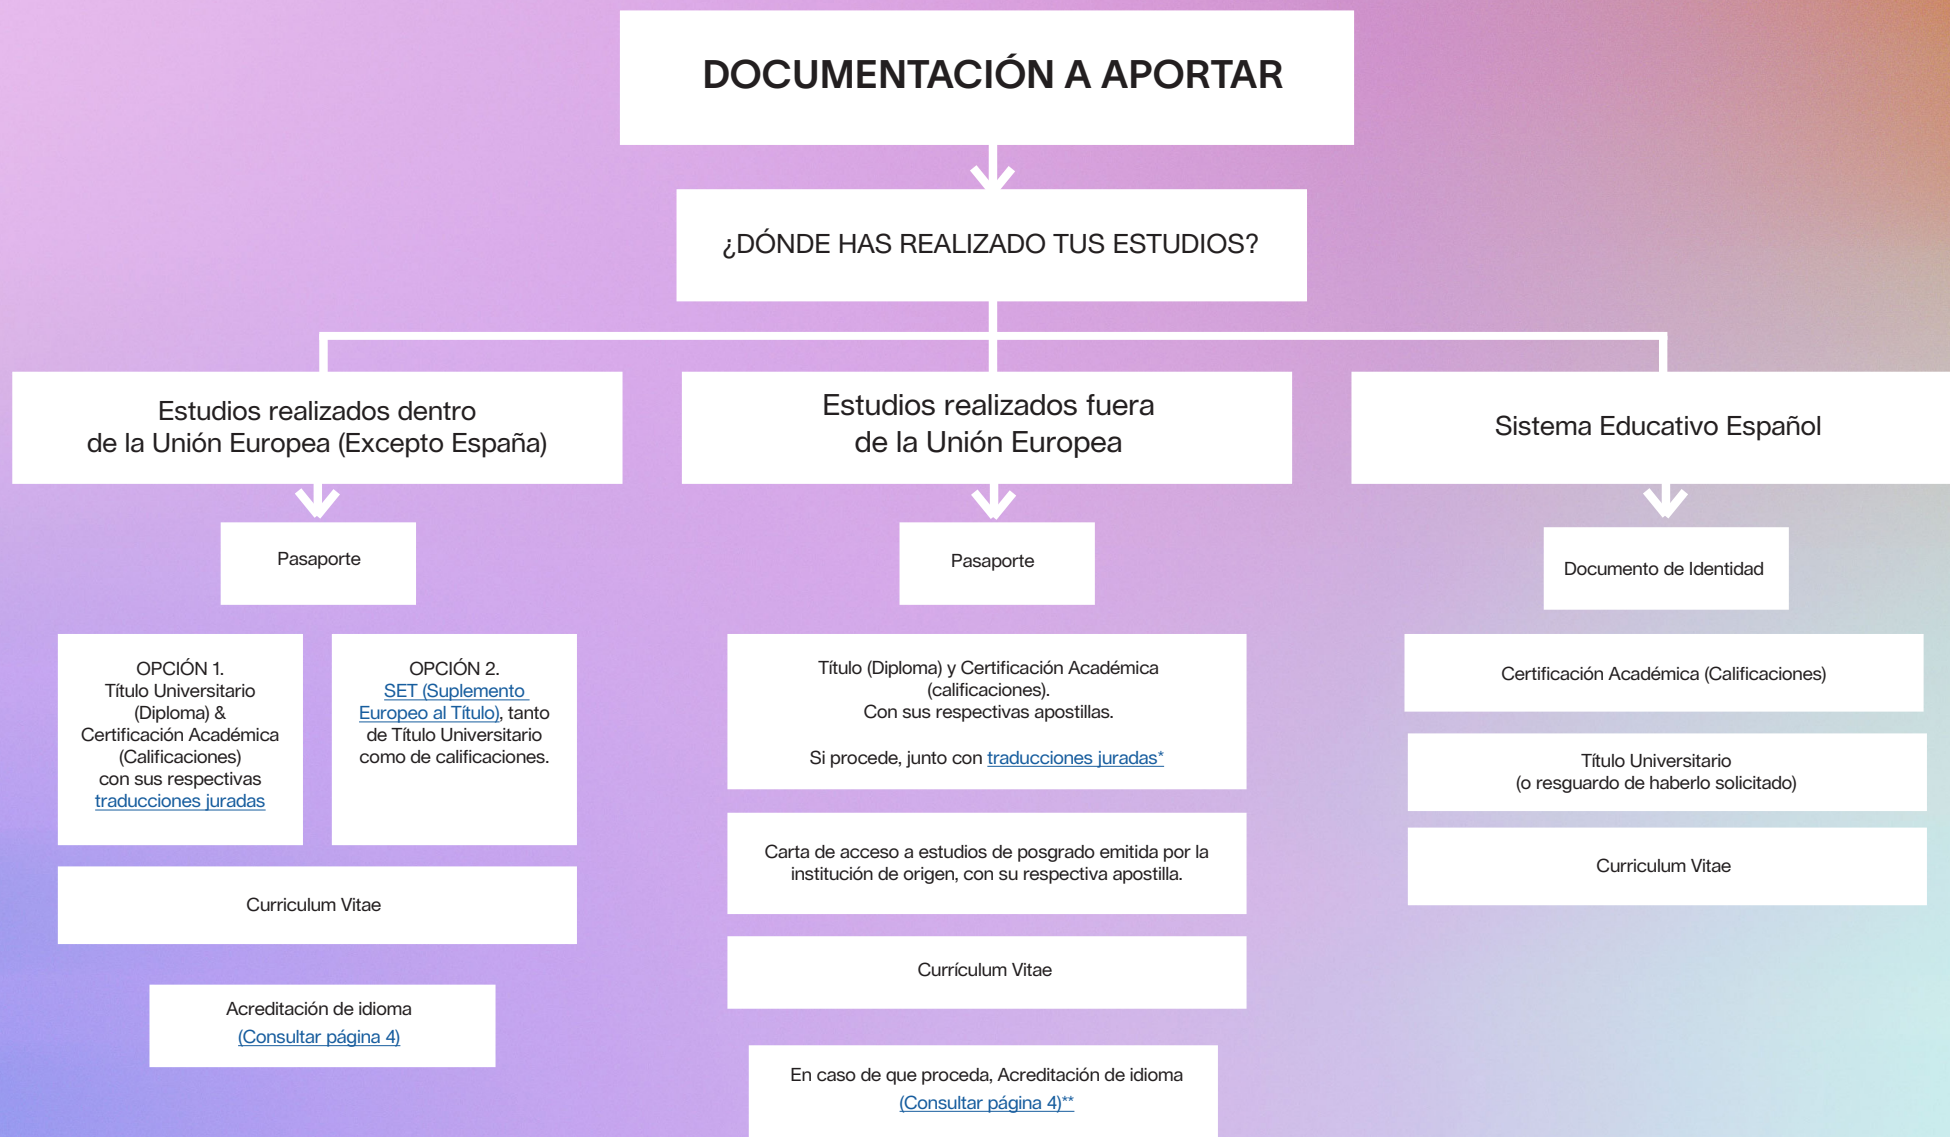 DOCUMENTACIÓN A APORTAR
¿DÓNDE HAS REALIZADO TUS ESTUDIOS?
Estudios realizados dentro
de la Unión Europea (Excepto España)
Pasaporte
OPCIÓN 1.
Título Universitario
(Diploma) &
Certificación Académica
(Calificaciones)
con sus respectivas
traducciones juradas
OPCIÓN 2.
SET (Suplemento
Europeo al Título), tanto
de Título Universitario
como de calificaciones.
Curriculum Vitae
Acreditación de idioma
(Consultar página 4)
Estudios realizados fuera
de la Unión Europea
Pasaporte
Título (Diploma) y Certificación Académica
(calificaciones).
Con sus respectivas apostillas.
Si procede, junto con traducciones juradas*
Carta de acceso a estudios de posgrado emitida por la
institución de origen, con su respectiva apostilla.
Currículum Vitae
En caso de que proceda, Acreditación de idioma
(Consultar página 4)**
Sistema Educativo Español
Documento de Identidad
Certificación Académica (Calificaciones)
Título Universitario
(o resguardo de haberlo solicitado)
Curriculum Vitae